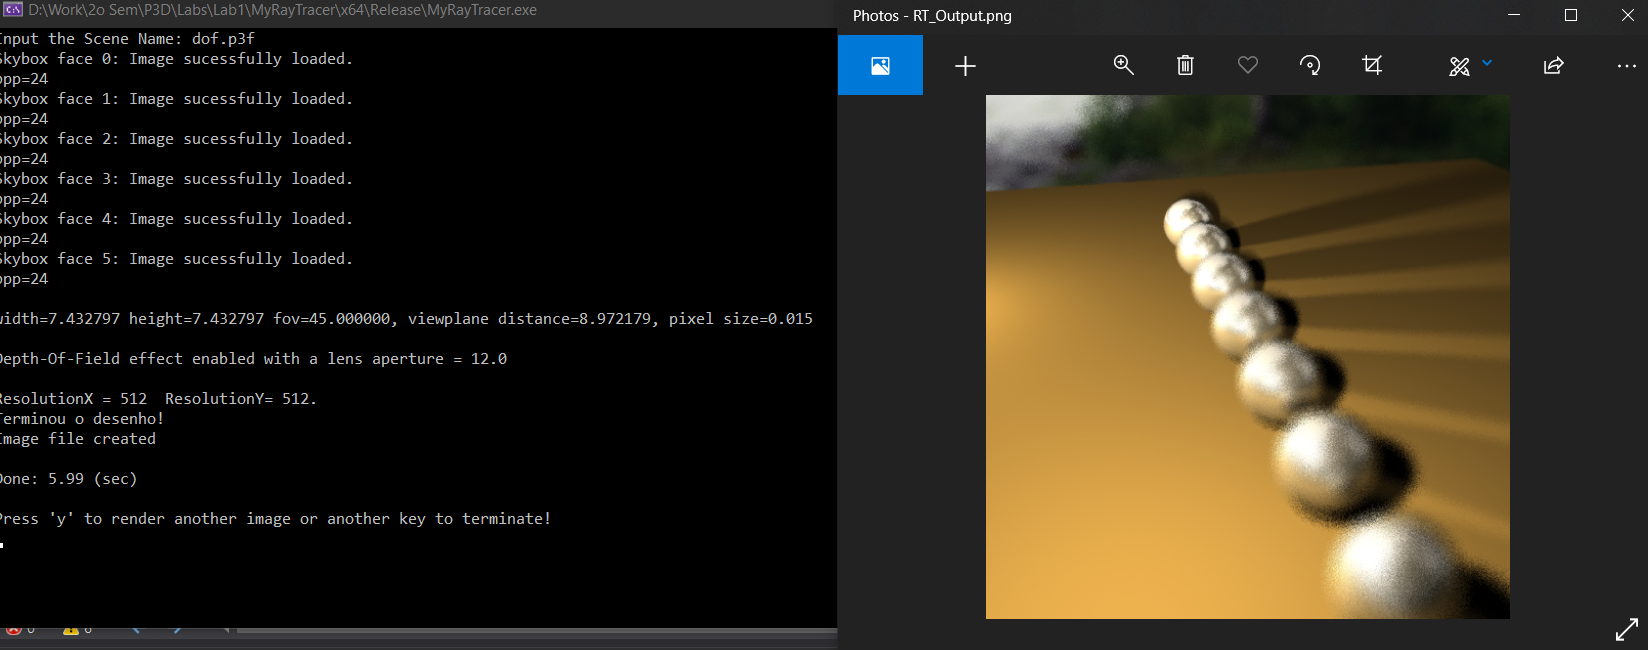 D:\Work\2o Sem\P3D\Labs\Lab1\MyRayTracer\x64\Release\MyRayTracer.exe
Input the Scene Name: dof.p3f
Skybox face 0: Image sucessfully loaded.
bpp=24
Skybox face 1: Image sucessfully loaded.
bpp=24
Skybox face 2: Image sucessfully loaded.
bpp=24
Skybox face 3: Image sucessfully loaded.
bpp=24
Skybox face 4: Image sucessfully loaded.
bpp=24
Skybox face 5: Image sucessfully loaded.
bpp=24
width=7.432797 height=7.432797 fov=45.000000, viewplane distance=8.972179, pixel size=0.015
Depth-Of-Field effect enabled with a lens aperture = 12.0
ResolutionX = 512  ResolutionY= 512.
Terminou o desenho!
Image file created
Done: 5.99 (sec)
Press 'y' to render another image or another key to terminate!
Photos - RT_Output.png